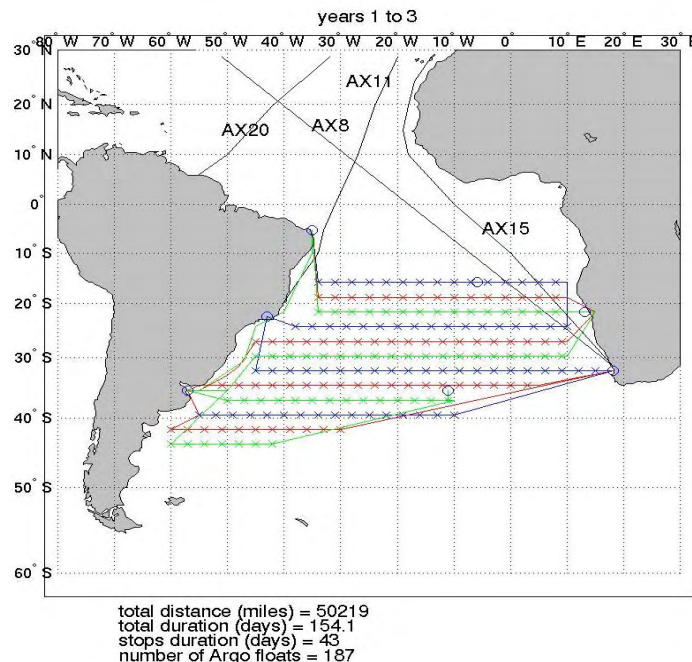 years 1 to 3
80° W 70° W 60° W 50° W 40° W 30° W 20° W 10° W 0° 10° E 20° E 30° E
30° N
AX11
20° N
AX20
AX8
10° N
0°
AX15
10° S
20° S
30° S
40° S
50° S
60° S
total distance (miles) = 50219
total duration (days) = 154.1
stops duration (days) = 43
number of Argo floats = 187